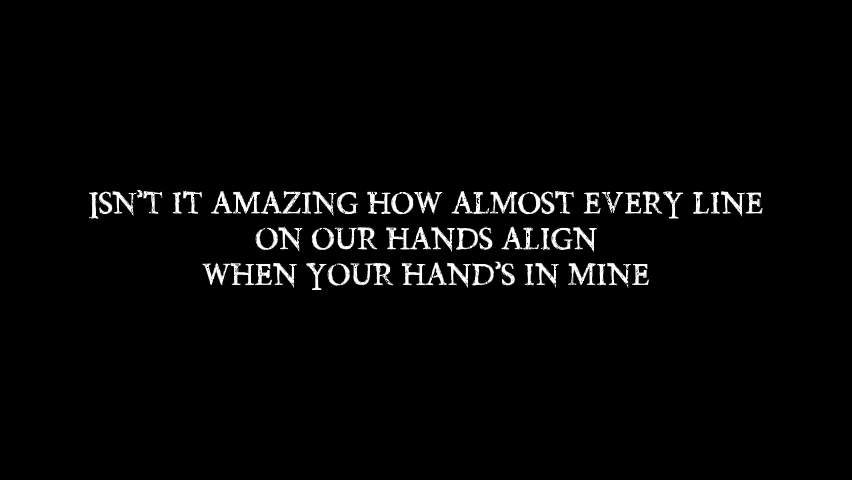 ISN'T IT AMAZING HOW ALMOST EVERY LINE
ON OUR HANDS ALIGN
WHEN YOUR HAND'S IN MINE